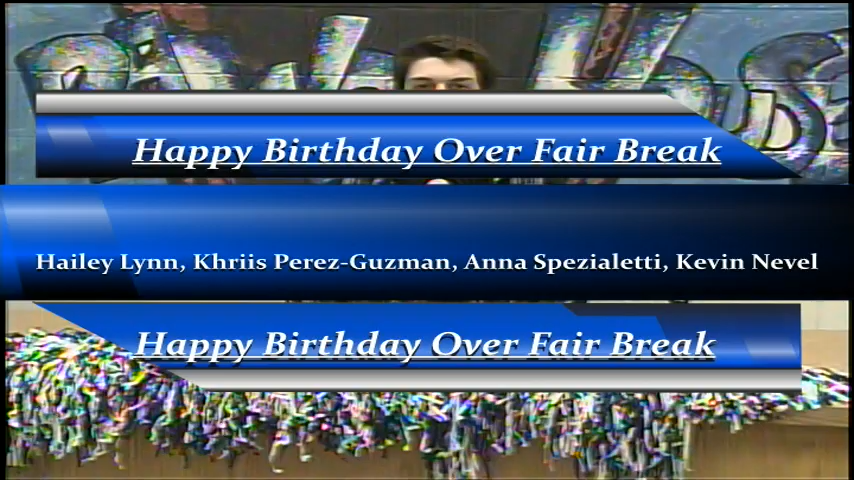 Happy Birthday Over Fair Break
Hailey Lynn, Khriis Perez-Guzman, Anna Spezialetti, Kevin Nevel
Happy Birthday Over Fair Break